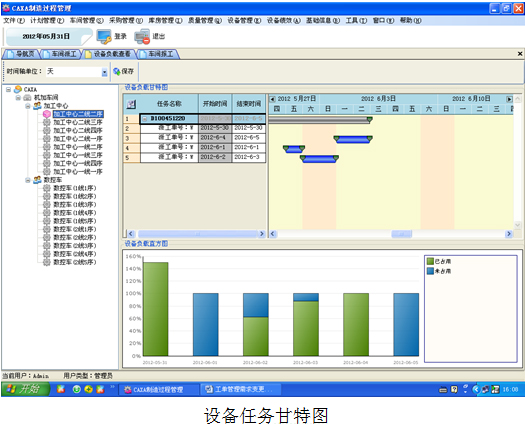 CAXA制造过程管理
文件(F) 计划管理(P) 车间管理(S) 采购管理(U) 库房管理(I) 质量管理(Q) 设备管理(E) 设备绩效(A) 基础信息(B) 工具(T) 窗口(W) 帮助(H)
2012年05月31日 登录 退出
导航页 车间派工 设备负载查看 车间报工
时间轴单位: 天 保存
CAXA
机加车间
加工中心
加工中心二线二序
加工中心二线三序
加工中心二线四序
加工中心二线一序
加工中心一线二序
加工中心一线三序
加工中心一线四序
加工中心一线一序
数控车
数控车(1线1序)
数控车(1线2序)
数控车(1线3序)
数控车(1线4序)
数控车(1线5序)
数控车(2线1序)
数控车(2线2序)
数控车(2线3序)
数控车(2线4序)
数控车(2线5序)
设备负载甘特图
任务名称 开始时间 结束时间
2012 5月27日 2012 6月3日 2012 6月10日
四 五 六 日 一 二 三 四 五 六 日 一 二 三 四
1 D100451220
2 派工单号:W 2012-5-30 2012-5-30
3 派工单号:W 2012-6-4 2012-6-5
4 派工单号:W 2012-6-1 2012-6-1
5 派工单号:W 2012-6-2 2012-6-3
设备负载直方图
160%
140%
120%
100%
80%
60%
40%
20%
0%
2012-05-31 2012-06-01 2012-06-02 2012-06-03 2012-06-04 2012-06-05
已占用
未占用
当前用户: Admin 用户类型: 管理员
开始 CAXA制造过程管理 工单管理需求变更... 16:08
设备任务甘特图